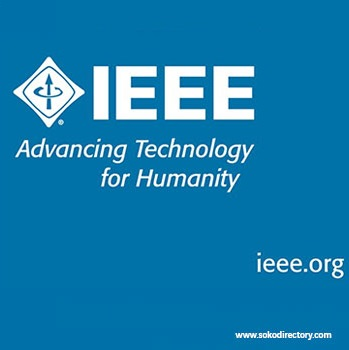 IEEE
Advancing Technology
for Humanity
ieee.org
www.sokodirectory.com